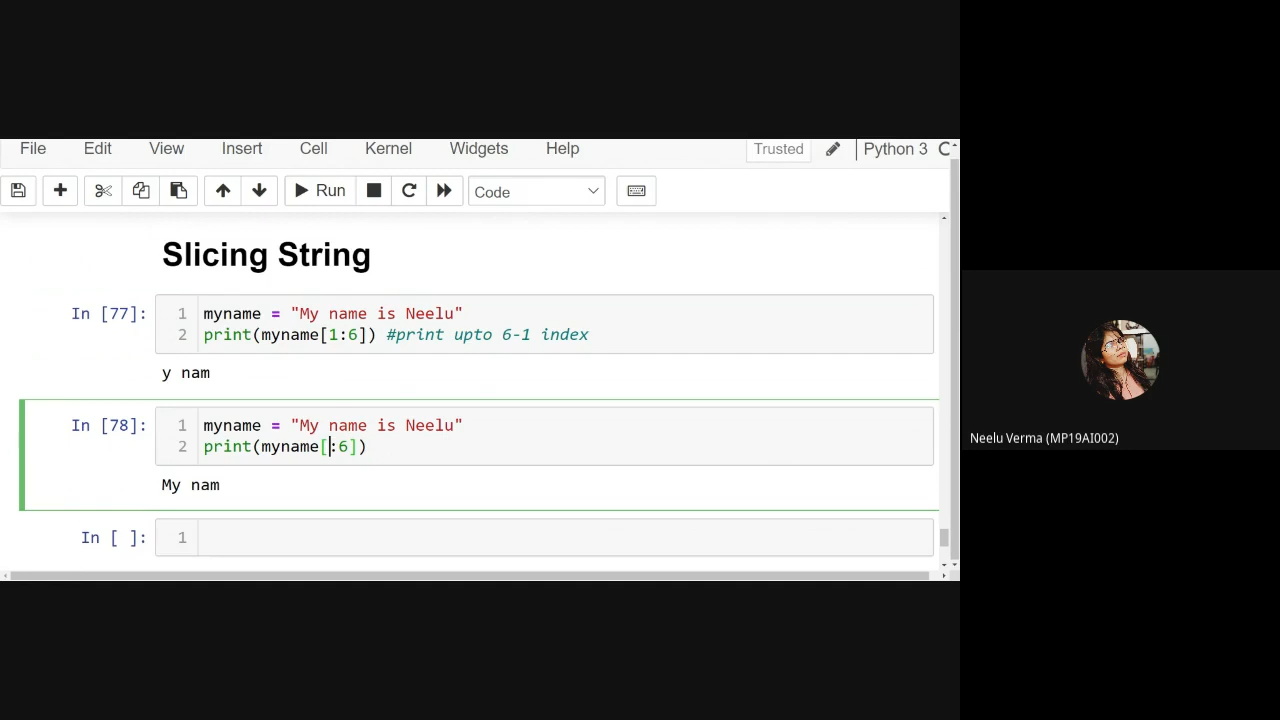 File Edit View Insert Cell Kernel Widgets Help Trusted Python 3
Run Code
Slicing String
In [77]: 1 myname = "My name is Neelu"
2 print(myname[1:6]) #print upto 6-1 index
y nam
In [78]: 1 myname = "My name is Neelu"
2 print(myname[:6])
My nam
In [ ]: 1
Neelu Verma (MP19AI002)